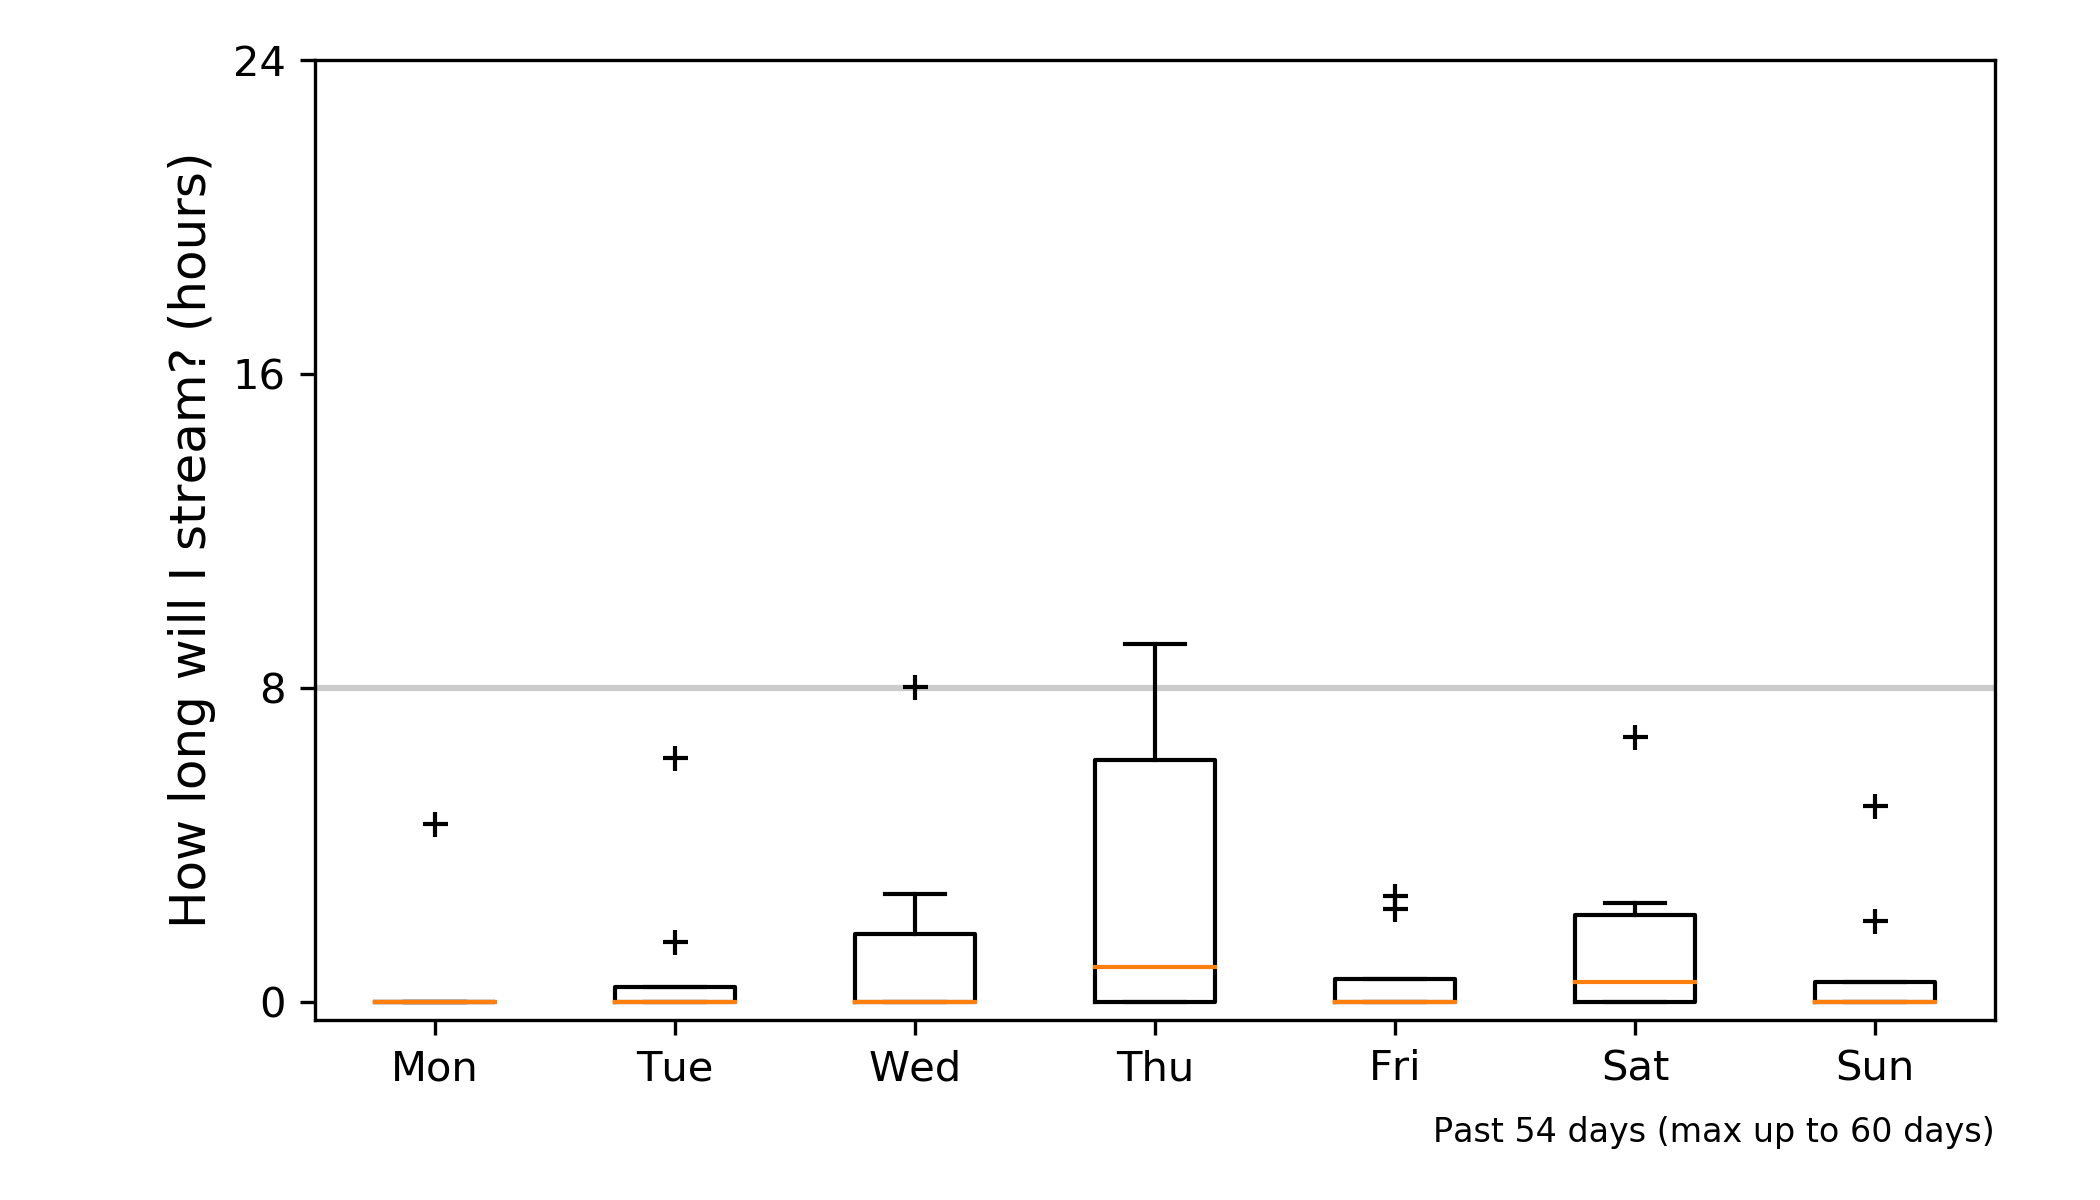 How long will I stream? (hours)
24
16
8
0
Mon Tue Wed Thu Fri Sat Sun
Past 54 days (max up to 60 days)